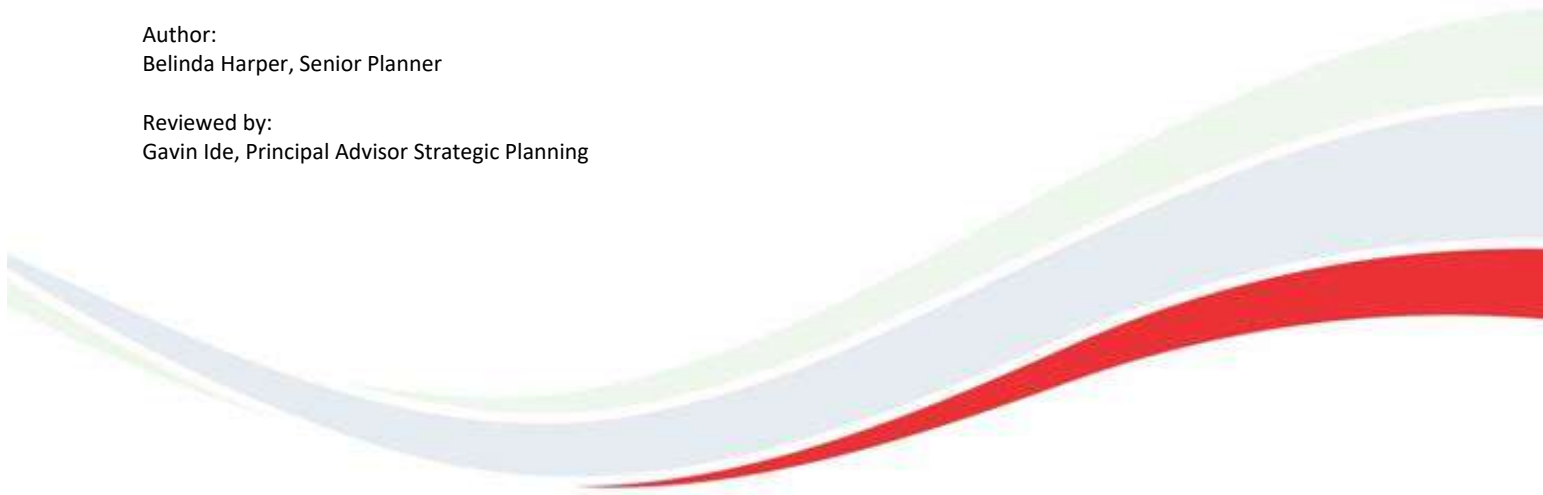 Author:
Belinda Harper, Senior Planner
Reviewed by:
Gavin Ide, Principal Advisor Strategic Planning